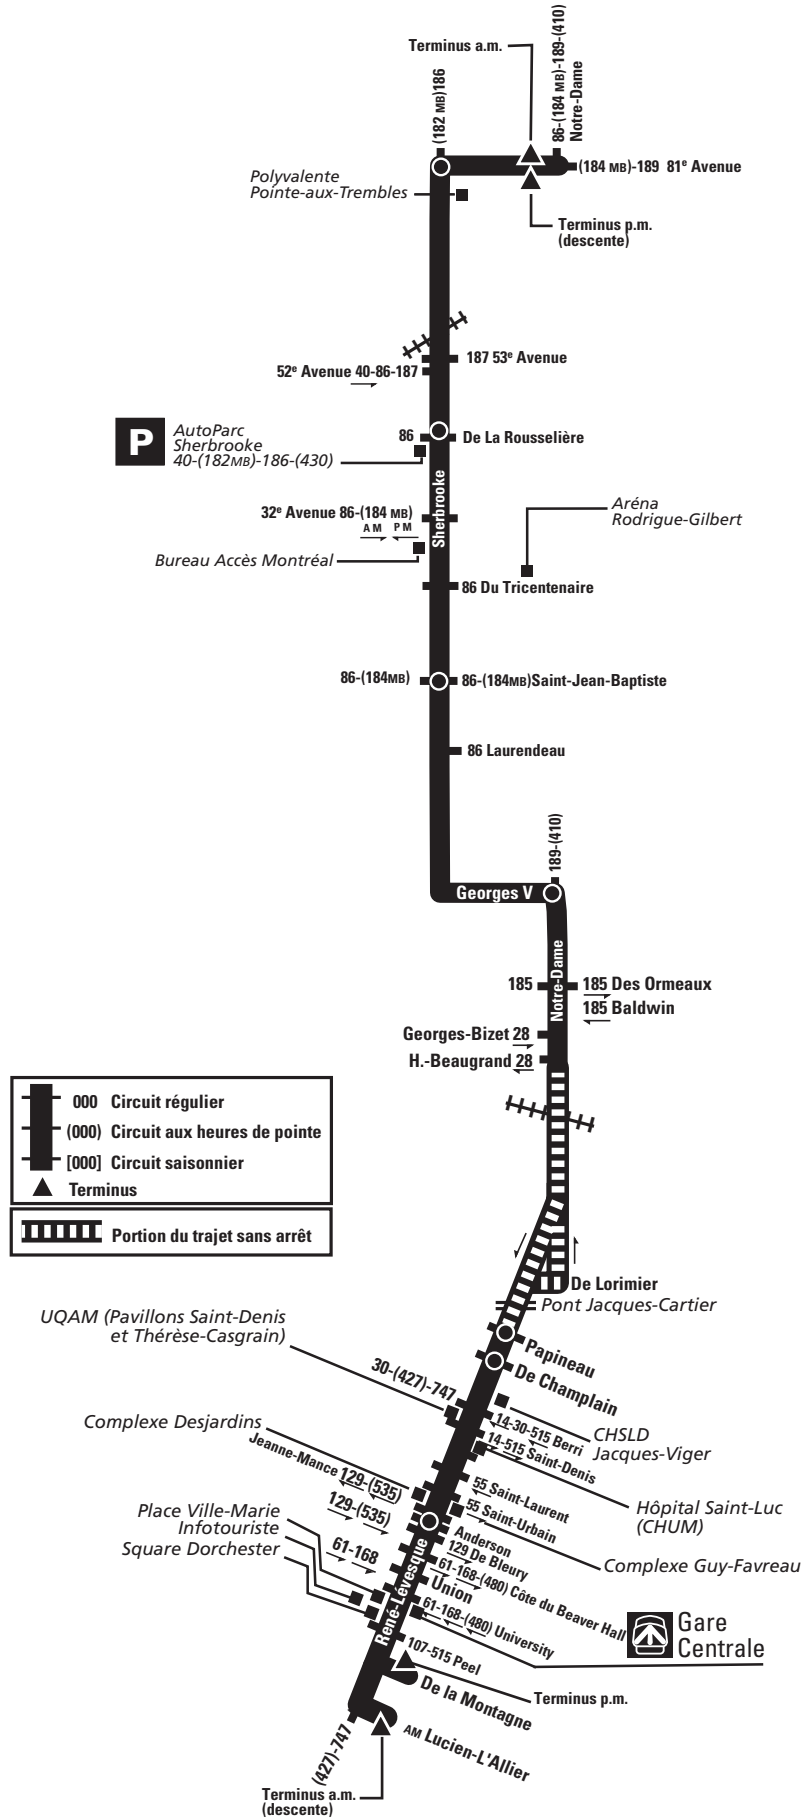 Terminus a.m.
(182 MB)186
86-(184 MB)-189-(410)
Notre-Dame
(184 MB)-189 81e Avenue
Polyvalente
Pointe-aux-Trembles
Terminus p.m.
(descente)
187 53e Avenue
52e Avenue 40-86-187
P
AutoParc
Sherbrooke
40-(182MB)-186-(430)
86
De La Rousselière
Sherbrooke
32e Avenue 86-(184 MB)
AM PM
Aréna
Rodrigue-Gilbert
Bureau Accès Montréal
86 Du Tricentenaire
86-(184MB)
86-(184MB)Saint-Jean-Baptiste
86 Laurendeau
189-(410)
Georges V
Notre-Dame
185
185 Des Ormeaux
185 Baldwin
Georges-Bizet 28
H.-Beaugrand 28
000 Circuit régulier
(000) Circuit aux heures de pointe
[000] Circuit saisonnier
Terminus
Portion du trajet sans arrêt
De Lorimier
Pont Jacques-Cartier
UQAM (Pavillons Saint-Denis
et Thérèse-Casgrain)
Papineau
De Champlain
30-(427)-747
14-30-515 Berri
CHSLD
Jacques-Viger
14-515 Saint-Denis
Complexe Desjardins
Jeanne-Mance 129-(535)
Hôpital Saint-Luc
(CHUM)
55 Saint-Laurent
55 Saint-Urbain
129-(535)
Place Ville-Marie
Infotouriste
Square Dorchester
Anderson
129 De Bleury
Complexe Guy-Favreau
61-168
61-168-(480) Côte du Beaver Hall
Union
René-Lévesque
61-168-(480) University
Gare
Centrale
107-515 Peel
De la Montagne
Terminus p.m.
AM Lucien-L'Allier
(427)-747
Terminus a.m.
(descente)